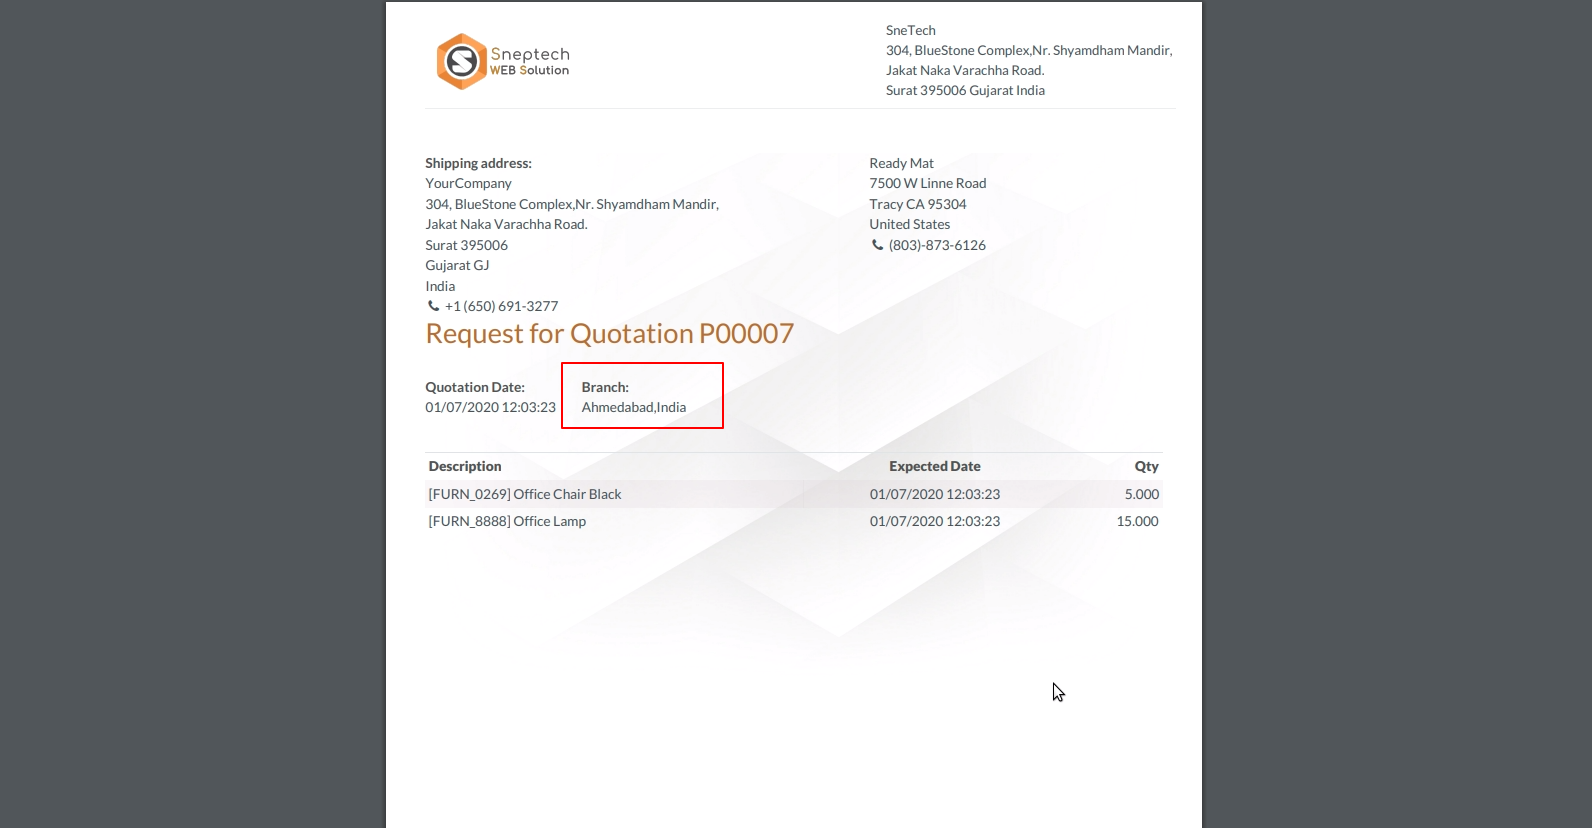 Sneptech
WEB Solution
SneTech
304, BlueStone Complex,Nr. Shyamdham Mandir,
Jakat Naka Varachha Road.
Surat 395006 Gujarat India
Shipping address:
YourCompany
304, BlueStone Complex,Nr. Shyamdham Mandir,
Jakat Naka Varachha Road.
Surat 395006
Gujarat GJ
India
+1 (650) 691-3277
Ready Mat
7500 W Linne Road
Tracy CA 95304
United States
(803)-873-6126
Request for Quotation P00007
Quotation Date: Branch:
01/07/2020 12:03:23 Ahmedabad,India
Description Expected Date Qty
[FURN_0269] Office Chair Black 01/07/2020 12:03:23 5.000
[FURN_8888] Office Lamp 01/07/2020 12:03:23 15.000